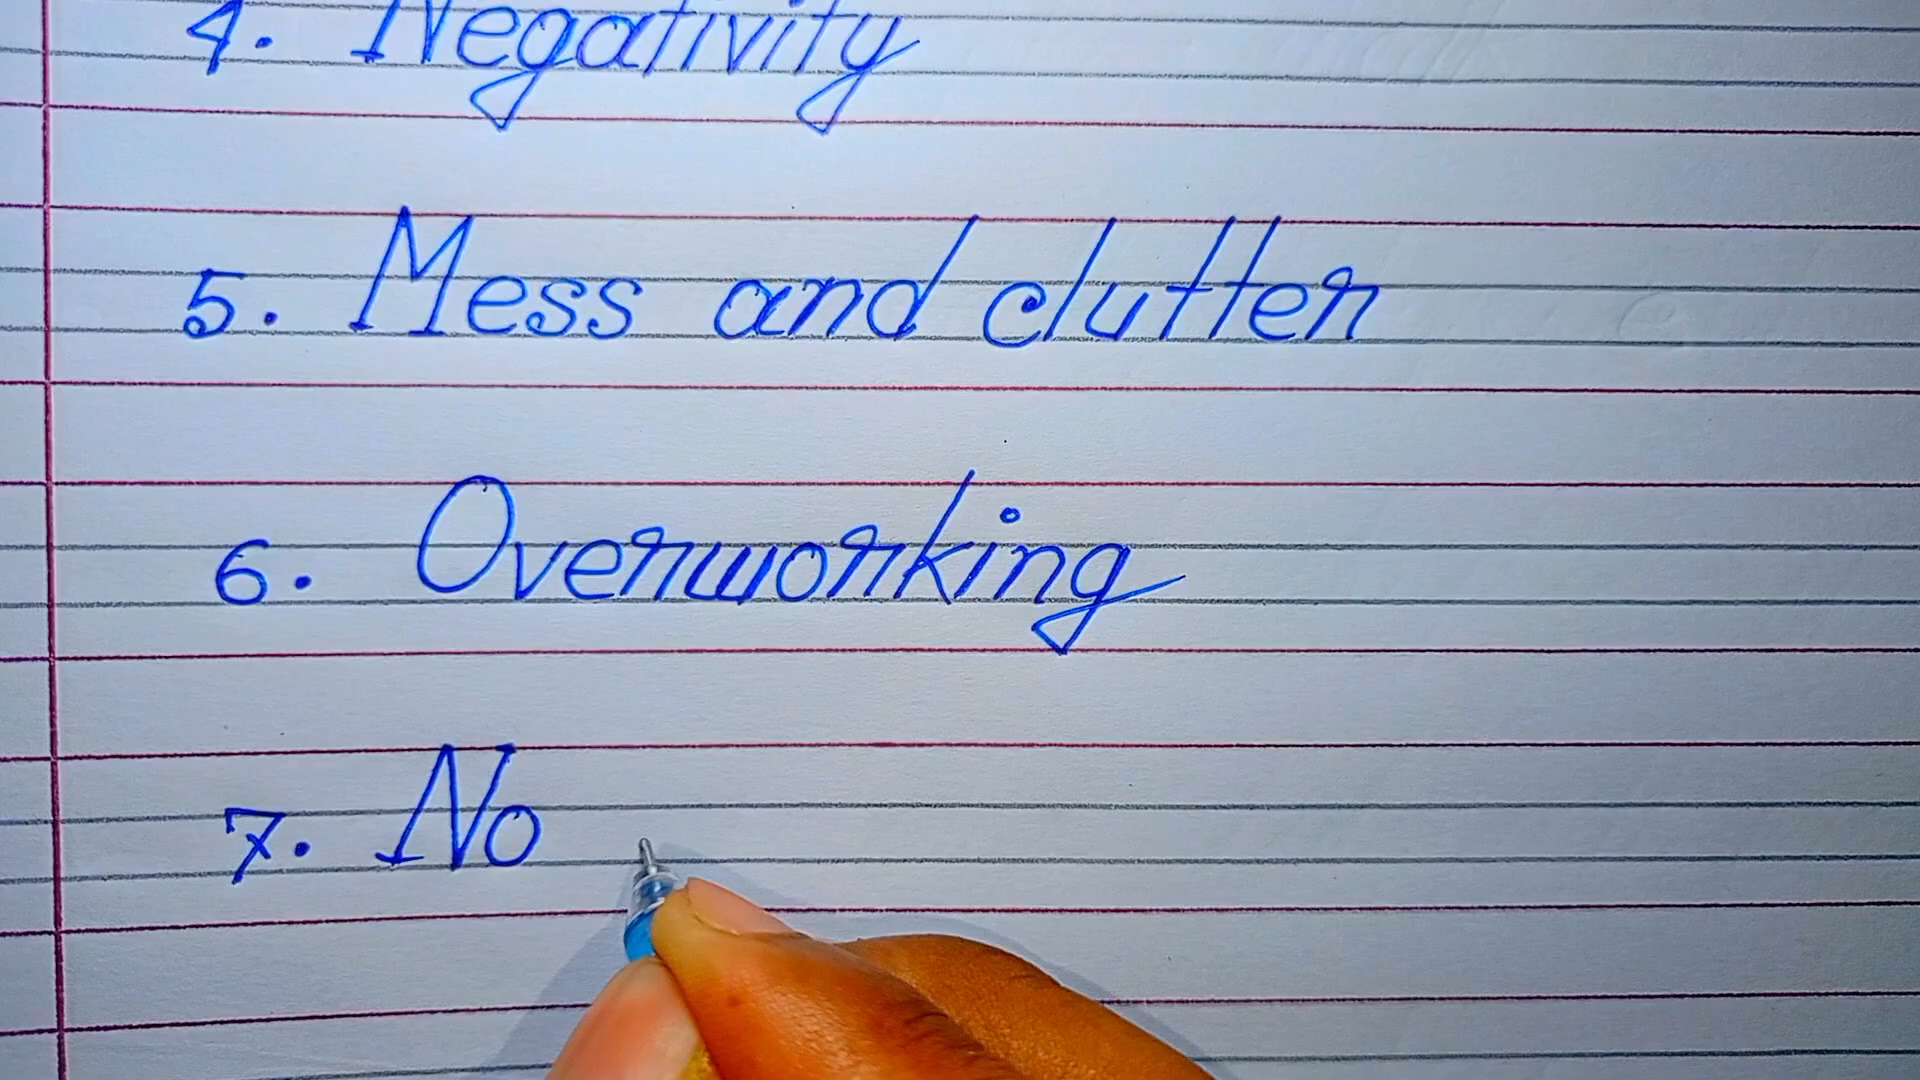 4. Negativity
5. Mess and clutter
6. Overworking
7. No